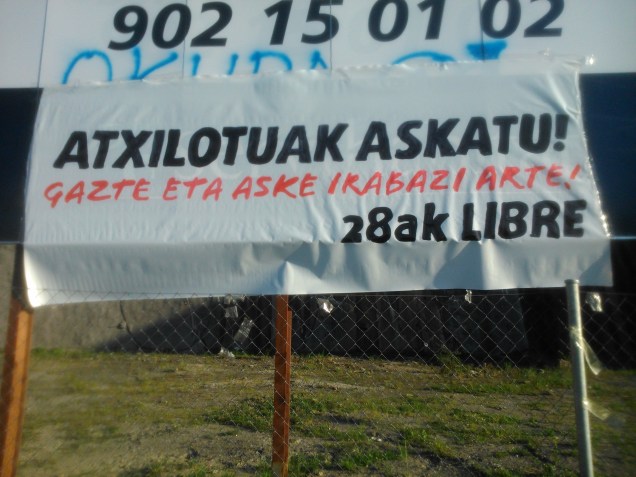 902 15 01 02
ATXILOTUAK ASKATU!
GAZTE ETA ASKE IRABAZI ARTE!
28ak LIBRE